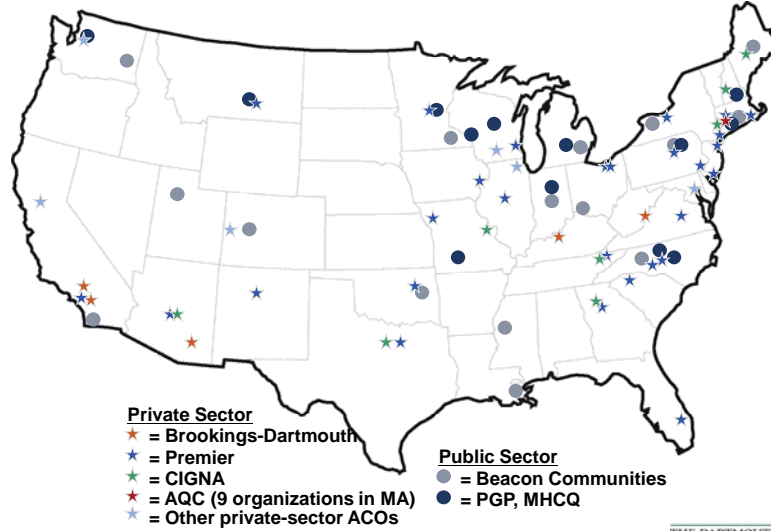 Private Sector
= Brookings-Dartmouth
= Premier
= CIGNA
= AQC (9 organizations in MA)
= Other private-sector ACOs
Public Sector
= Beacon Communities
= PGP, MHCQ